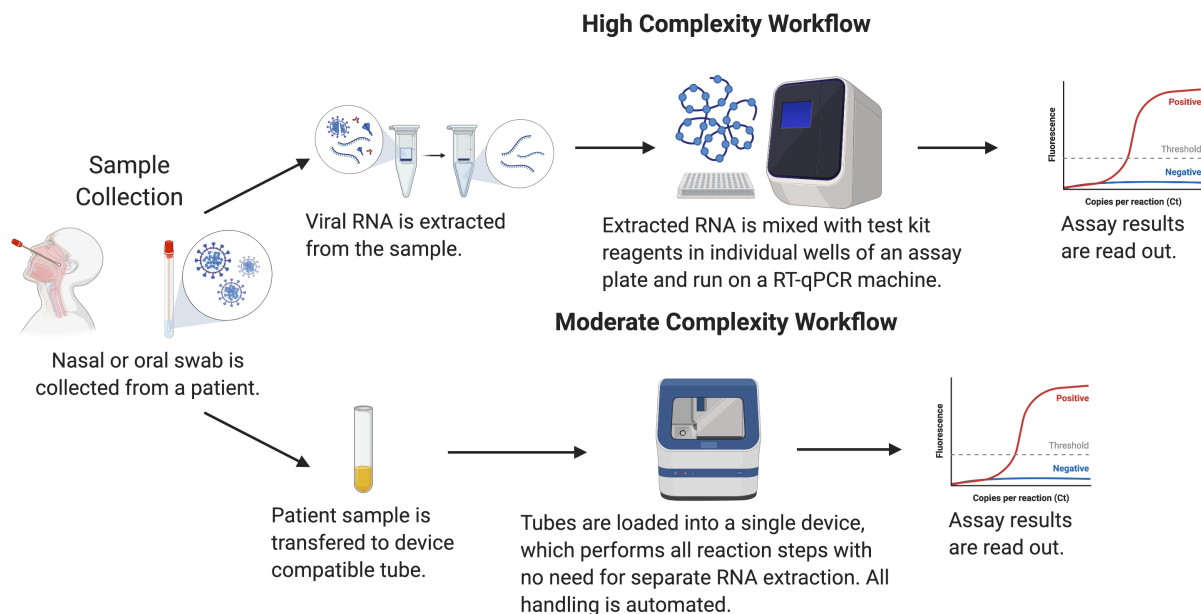 High Complexity Workflow
Sample
Collection
Nasal or oral swab is
collected from a patient.
Viral RNA is extracted
from the sample.
Extracted RNA is mixed with test kit
reagents in individual wells of an assay
plate and run on a RT-qPCR machine.
Fluorescence
Positive
Threshold
Negative
Copies per reaction (Ct)
Assay results
are read out.
Moderate Complexity Workflow
Patient sample is
transfered to device
compatible tube.
Tubes are loaded into a single device,
which performs all reaction steps with
no need for separate RNA extraction. All
handling is automated.
Fluorescence
Positive
Threshold
Negative
Copies per reaction (Ct)
Assay results
are read out.